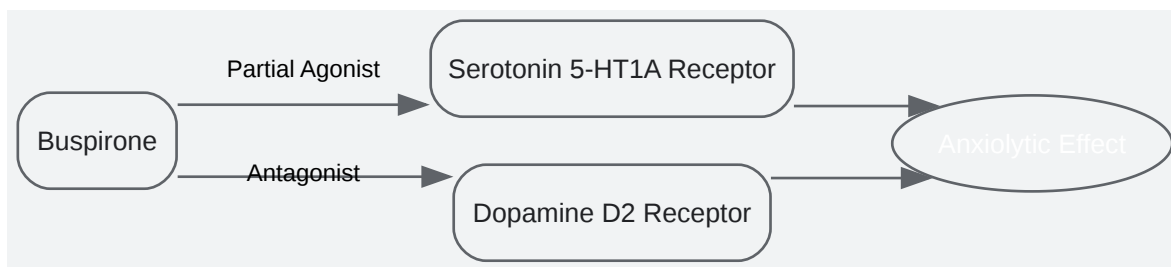 Partial Agonist
Serotonin 5-HT1A Receptor
Buspirone
Anxiolytic Effect
Antagonist
Dopamine D2 Receptor